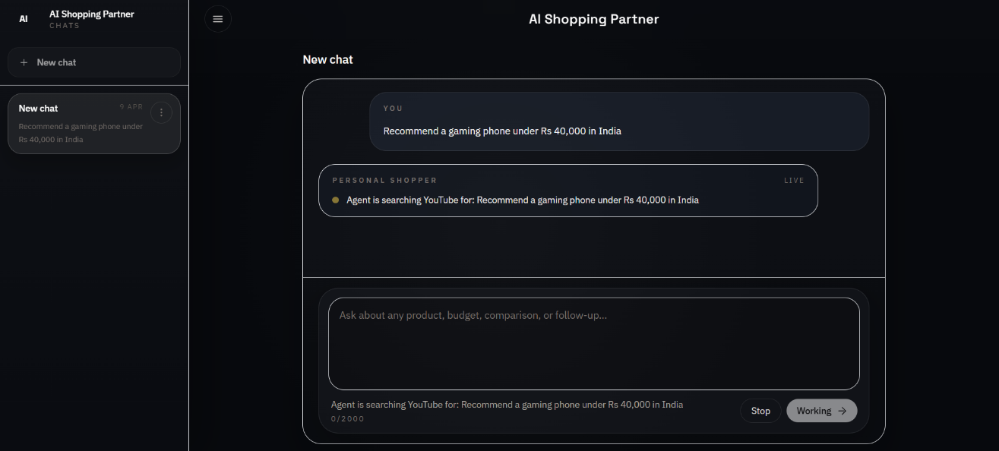 AI
AI Shopping Partner
CHATS
+ New chat
New chat
9 APR
Recommend a gaming phone under
Rs 40,000 in India
AI Shopping Partner
New chat
YOU
Recommend a gaming phone under Rs 40,000 in India
PERSONAL SHOPPER
LIVE
Agent is searching YouTube for: Recommend a gaming phone under Rs 40,000 in India
Ask about any product, budget, comparison, or follow-up...
Agent is searching YouTube for: Recommend a gaming phone under Rs 40,000 in India
0/2000
Stop
Working →